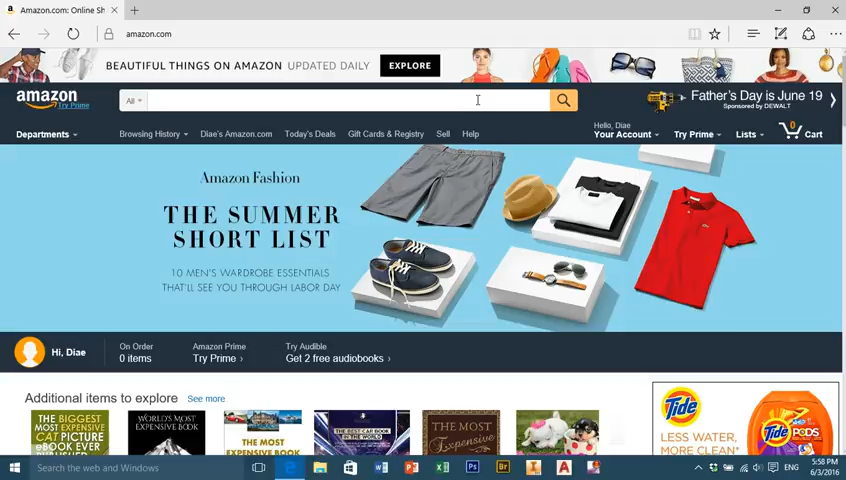 Amazon.com: Online Sh
amazon.com
BEAUTIFUL THINGS ON AMAZON UPDATED DAILY EXPLORE
amazon
Try Prime
All
Father's Day is June 19
Sponsored by DEWALT
Departments
Browsing History
Diae's Amazon.com
Today's Deals
Gift Cards & Registry
Sell
Help
Hello, Diae
Your Account
Try Prime
Lists
0
Cart
Amazon Fashion
THE SUMMER
SHORT LIST
10 MEN'S WARDROBE ESSENTIALS
THAT'LL SEE YOU THROUGH LABOR DAY
Hi, Diae
On Order
0 items
Amazon Prime
Try Prime ›
Try Audible
Get 2 free audiobooks ›
Additional items to explore See more
THE BIGGEST
MOST EXPENSIVE
CAT PICTURE
WORLD'S MOST
EXPENSIVE BOOK
THE MOST
EXPENSIVE
THE BEST CAR BOOK
IN THE WORLD
THE MOST
Expensive
Tide
LESS WATER,
MORE CLEAN
Tide
PODS
Search the web and Windows
ENG
5:58 PM
6/3/2016